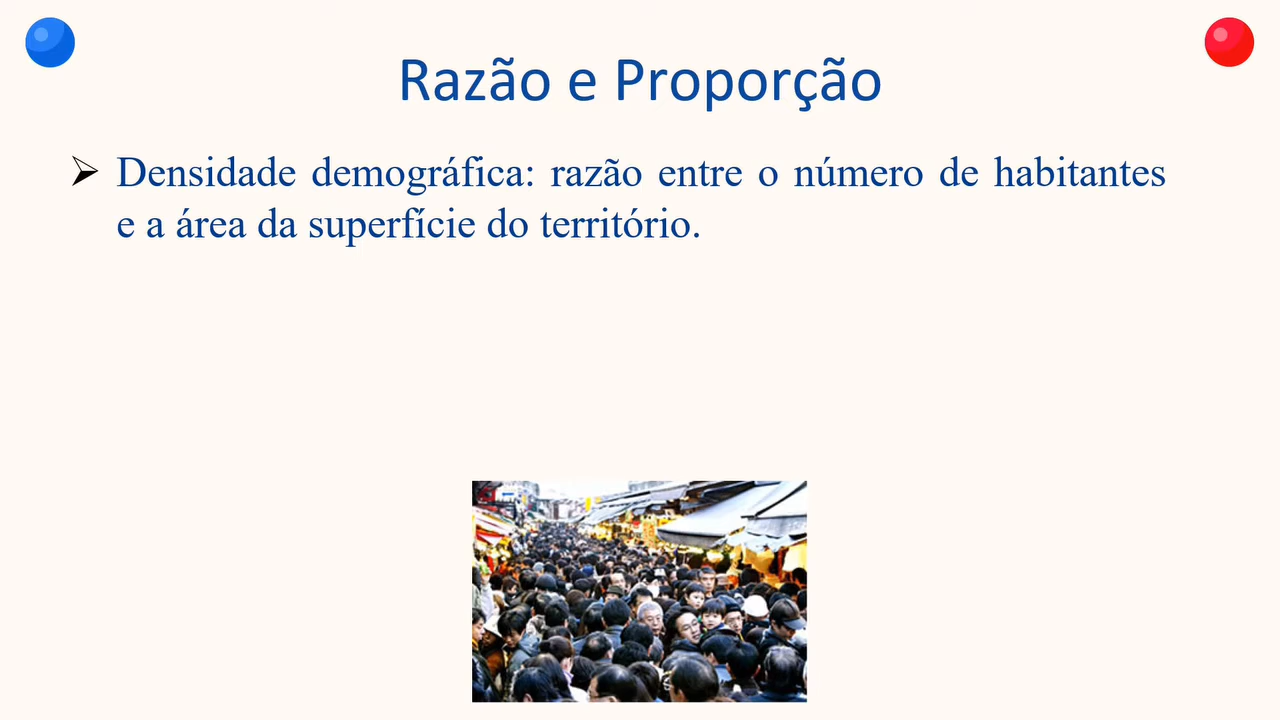 Razão e Proporção
Densidade demográfica: razão entre o número de habitantes
e a área da superfície do território.